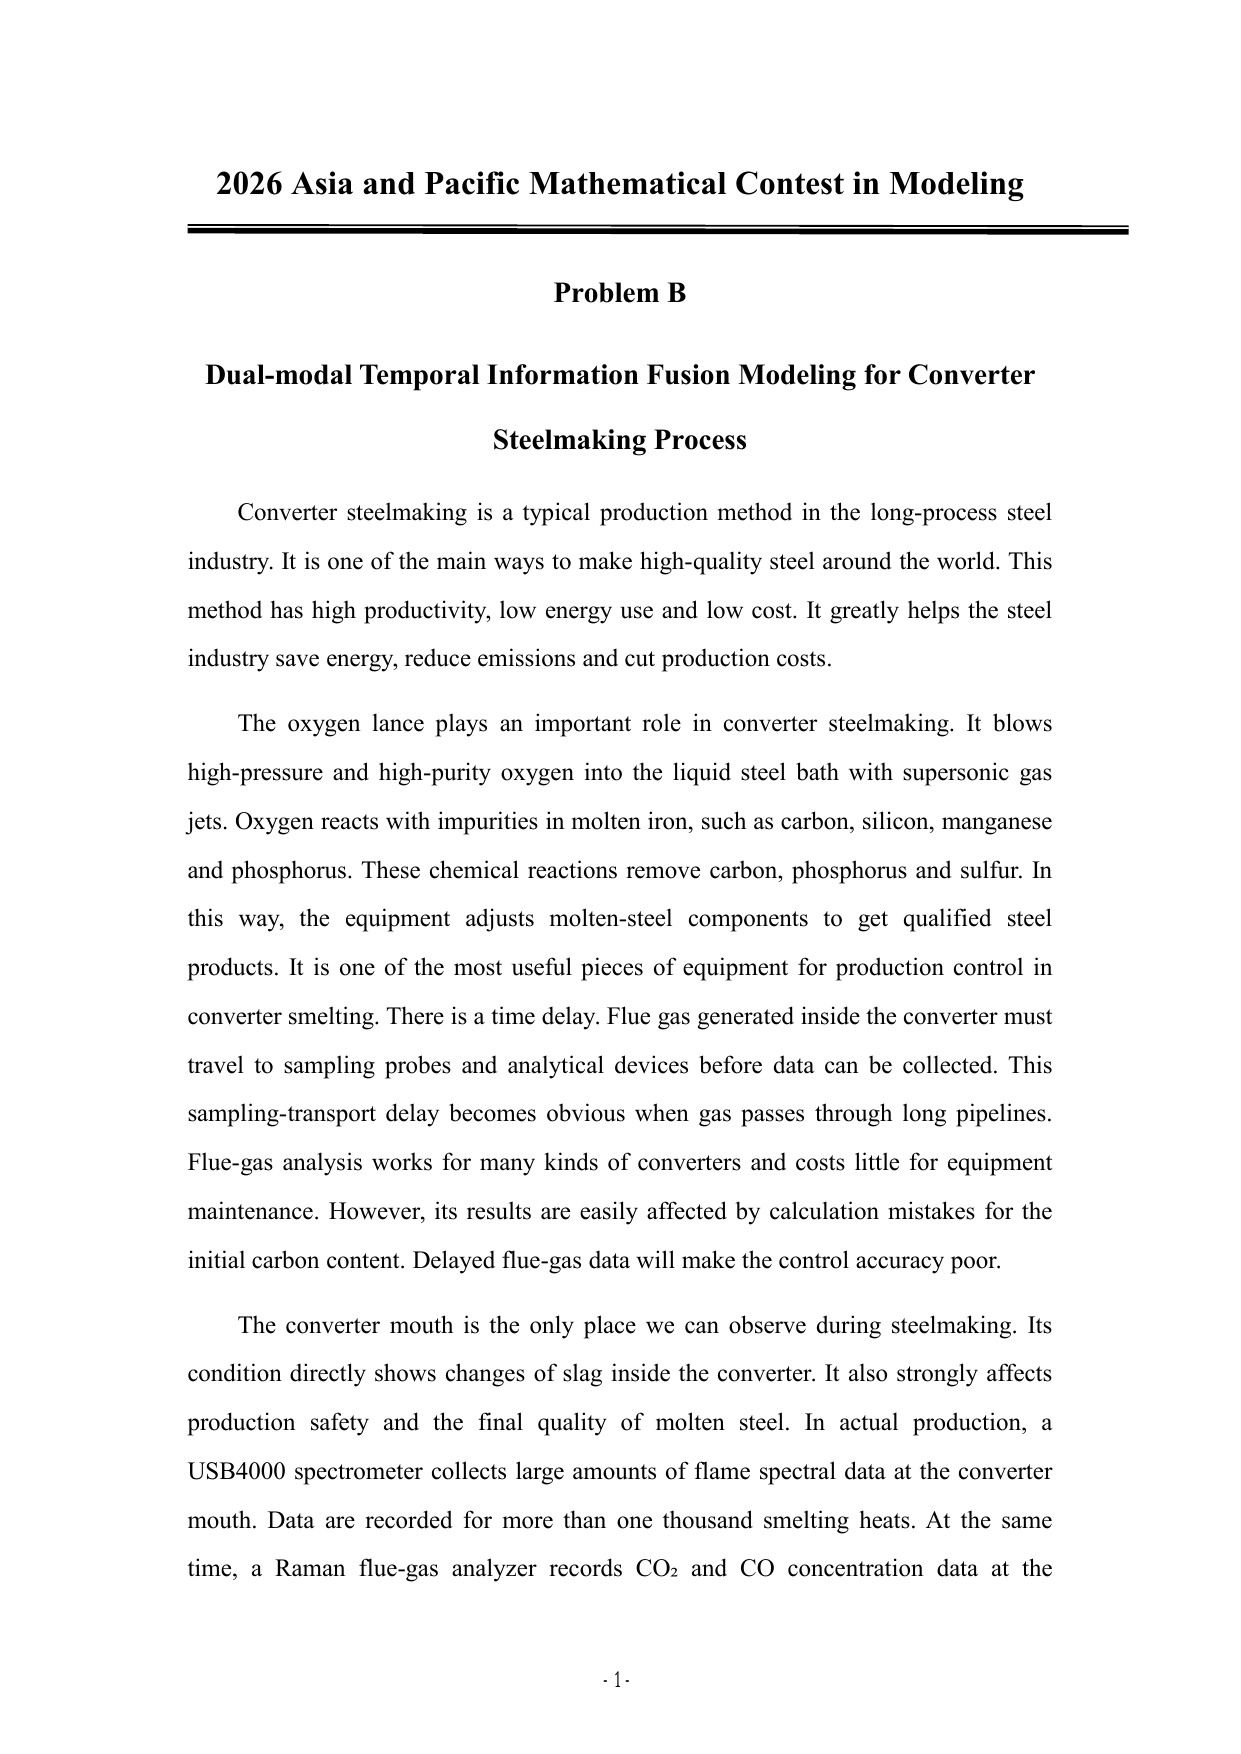 2026 Asia and Pacific Mathematical Contest in Modeling
Problem B
Dual-modal Temporal Information Fusion Modeling for Converter
Steelmaking Process
Converter steelmaking is a typical production method in the long-process steel
industry. It is one of the main ways to make high-quality steel around the world. This
method has high productivity, low energy use and low cost. It greatly helps the steel
industry save energy, reduce emissions and cut production costs.
The oxygen lance plays an important role in converter steelmaking. It blows
high-pressure and high-purity oxygen into the liquid steel bath with supersonic gas
jets. Oxygen reacts with impurities in molten iron, such as carbon, silicon, manganese
and phosphorus. These chemical reactions remove carbon, phosphorus and sulfur. In
this way, the equipment adjusts molten-steel components to get qualified steel
products. It is one of the most useful pieces of equipment for production control in
converter smelting. There is a time delay. Flue gas generated inside the converter must
travel to sampling probes and analytical devices before data can be collected. This
sampling-transport delay becomes obvious when gas passes through long pipelines.
Flue-gas analysis works for many kinds of converters and costs little for equipment
maintenance. However, its results are easily affected by calculation mistakes for the
initial carbon content. Delayed flue-gas data will make the control accuracy poor.
The converter mouth is the only place we can observe during steelmaking. Its
condition directly shows changes of slag inside the converter. It also strongly affects
production safety and the final quality of molten steel. In actual production, a
USB4000 spectrometer collects large amounts of flame spectral data at the converter
mouth. Data are recorded for more than one thousand smelting heats. At the same
time, a Raman flue-gas analyzer records CO₂ and CO concentration data at the
- 1 -